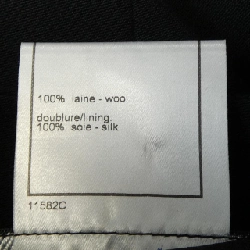 100% laine - woo
doublure/lining:
100% soie - silk
11582C